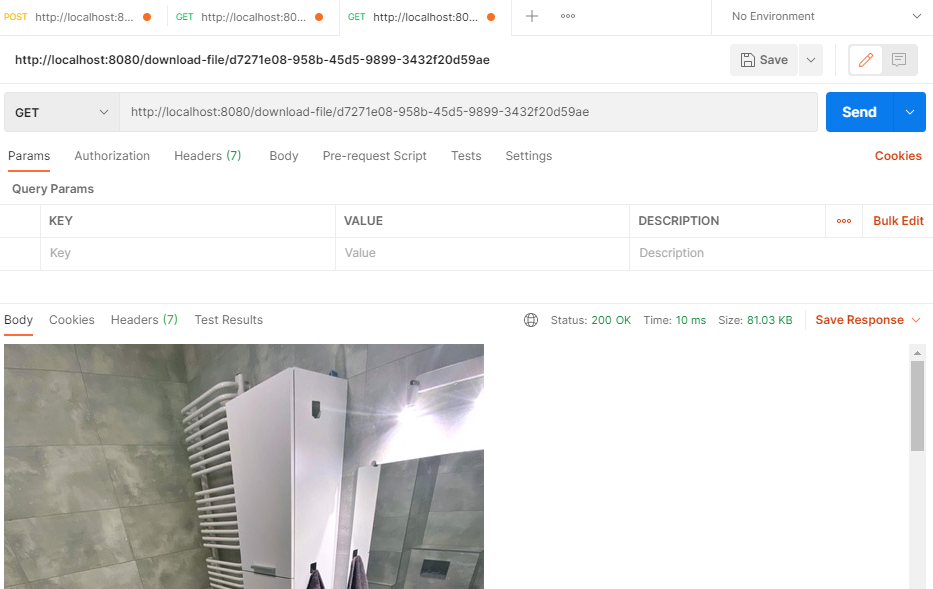 POST http://localhost:8... GET http://localhost:80... GET http://localhost:80... No Environment
http://localhost:8080/download-file/d7271e08-958b-45d5-9899-3432f20d59ae Save
GET http://localhost:8080/download-file/d7271e08-958b-45d5-9899-3432f20d59ae Send
Params Authorization Headers (7) Body Pre-request Script Tests Settings Cookies
Query Params
KEY VALUE DESCRIPTION Bulk Edit
Key Value Description
Body Cookies Headers (7) Test Results Status: 200 OK Time: 10 ms Size: 81.03 KB Save Response